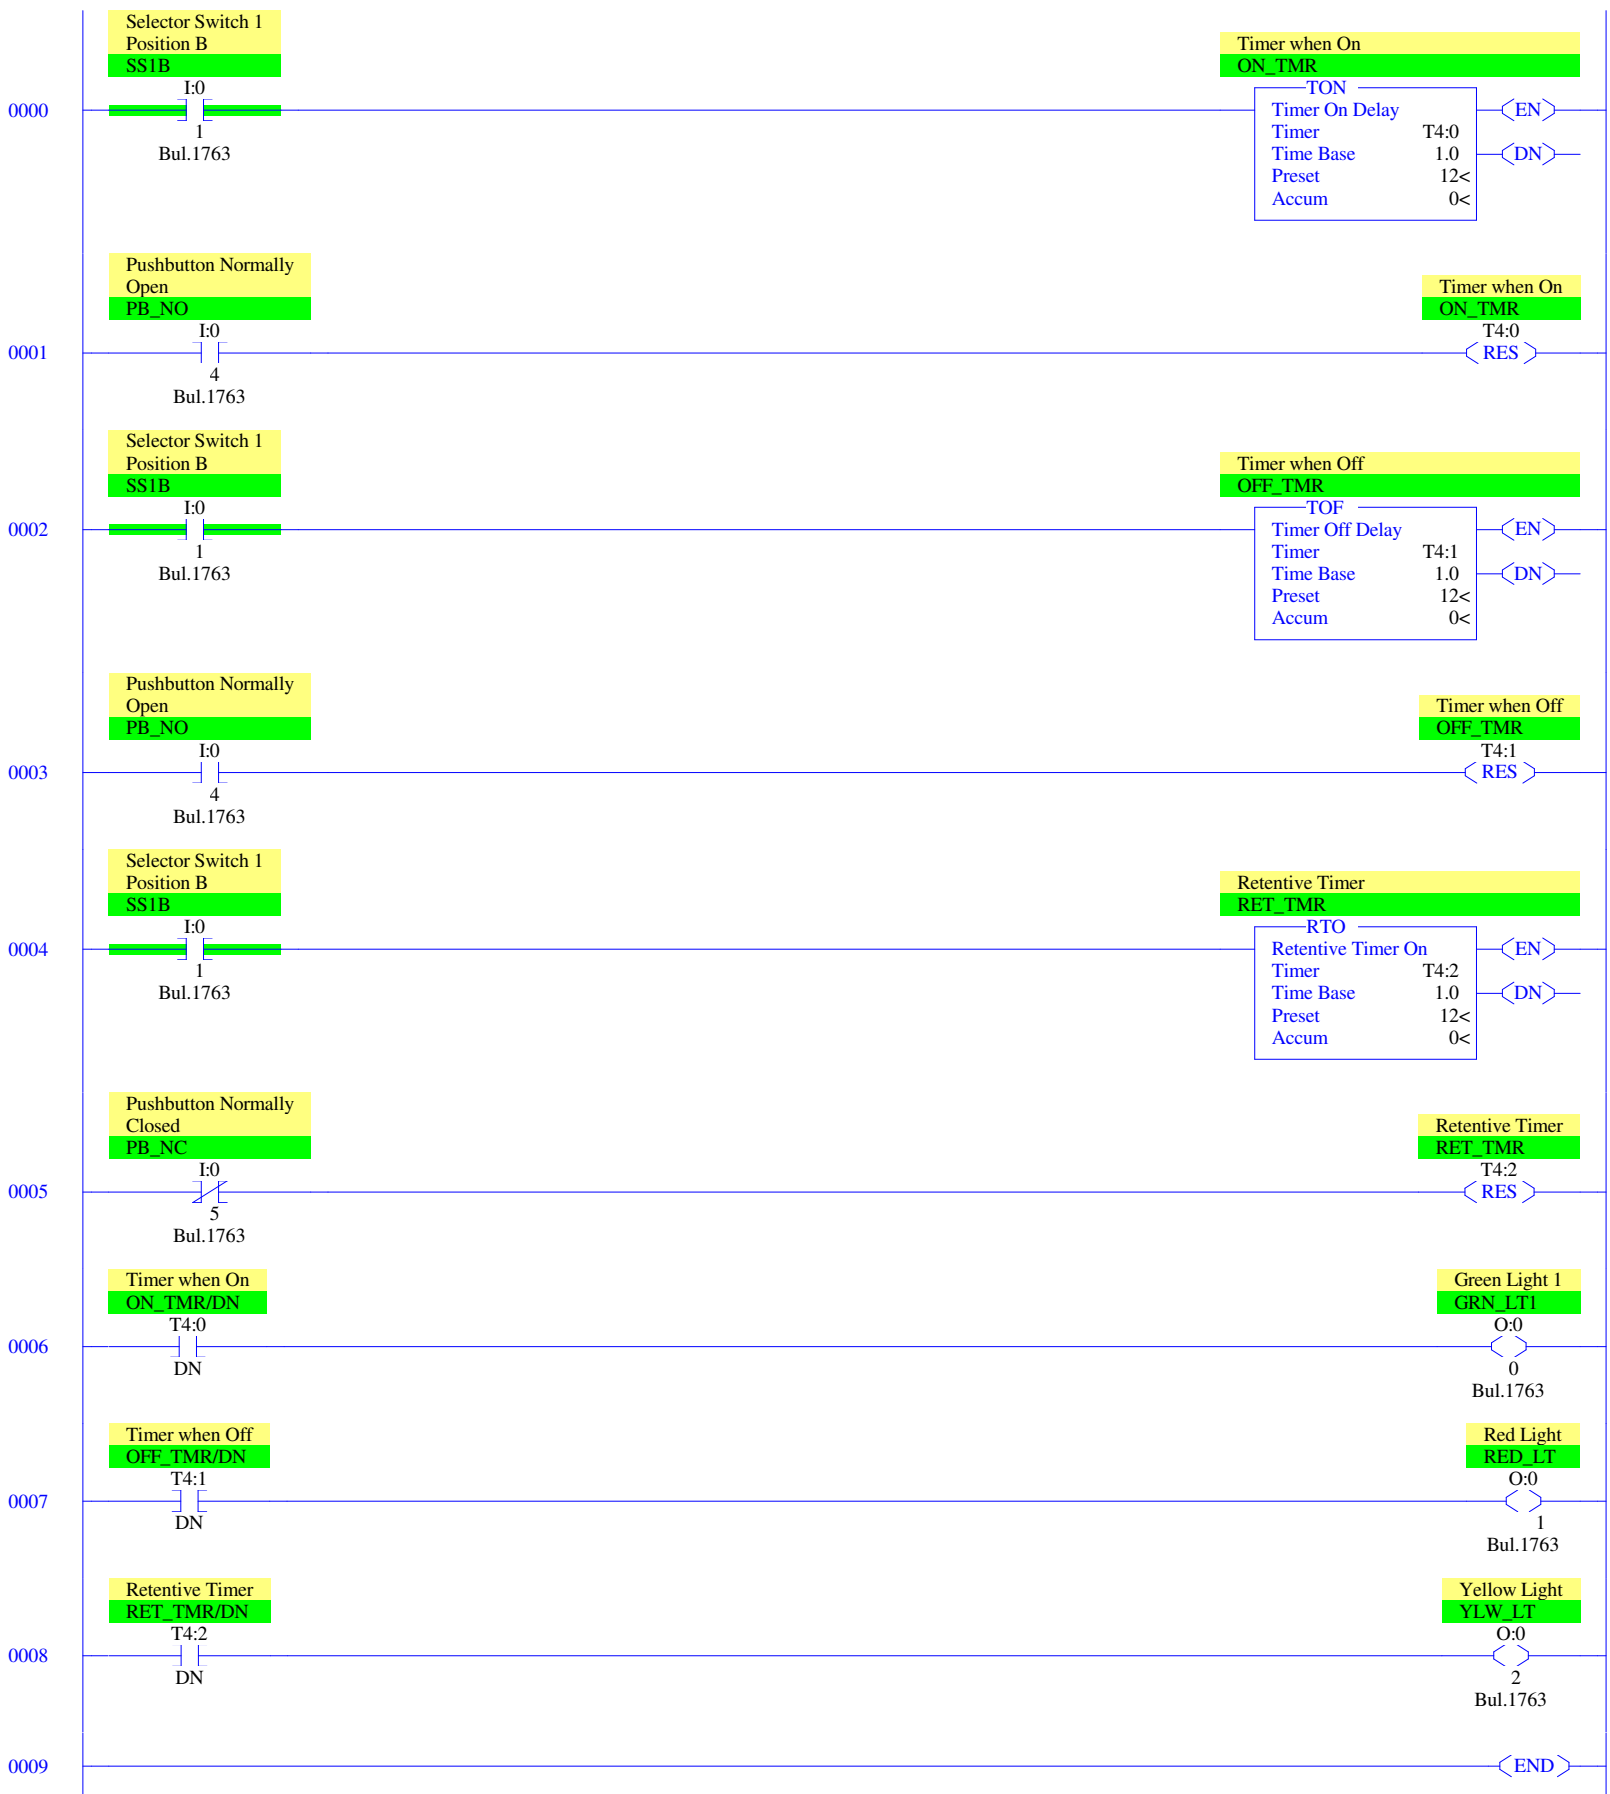 Selector Switch 1
Position B
SS1B
I:0
1
Bul.1763
0000
Timer when On
ON_TMR
TON
Timer On Delay
Timer T4:0
Time Base 1.0
Preset 12<
Accum 0<
EN
DN
Pushbutton Normally
Open
PB_NO
I:0
4
Bul.1763
0001
Timer when On
ON_TMR
T4:0
RES
Selector Switch 1
Position B
SS1B
I:0
1
Bul.1763
0002
Timer when Off
OFF_TMR
TOF
Timer Off Delay
Timer T4:1
Time Base 1.0
Preset 12<
Accum 0<
EN
DN
Pushbutton Normally
Open
PB_NO
I:0
4
Bul.1763
0003
Timer when Off
OFF_TMR
T4:1
RES
Selector Switch 1
Position B
SS1B
I:0
1
Bul.1763
0004
Retentive Timer
RET_TMR
RTO
Retentive Timer On
Timer T4:2
Time Base 1.0
Preset 12<
Accum 0<
EN
DN
Pushbutton Normally
Closed
PB_NC
I:0
5
Bul.1763
0005
Retentive Timer
RET_TMR
T4:2
RES
Timer when On
ON_TMR/DN
T4:0
DN
0006
Green Light 1
GRN_LT1
O:0
0
Bul.1763
Timer when Off
OFF_TMR/DN
T4:1
DN
0007
Red Light
RED_LT
O:0
1
Bul.1763
Retentive Timer
RET_TMR/DN
T4:2
DN
0008
Yellow Light
YLW_LT
O:0
2
Bul.1763
0009
END